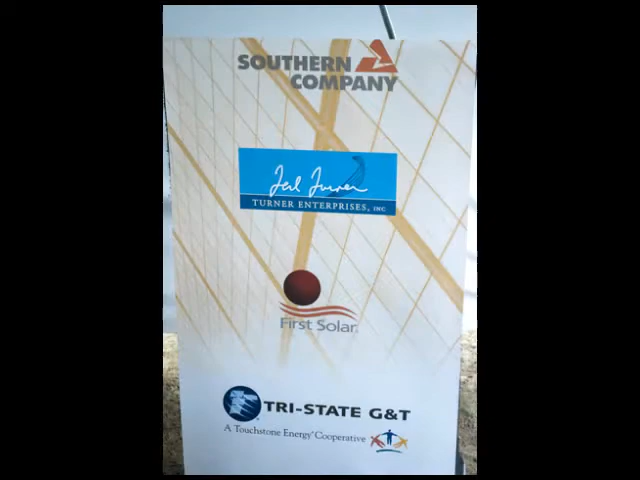 SOUTHERN
COMPANY
Ted Turner
TURNER ENTERPRISES, INC
First Solar
TRI-STATE G&T
A Touchstone Energy® Cooperative